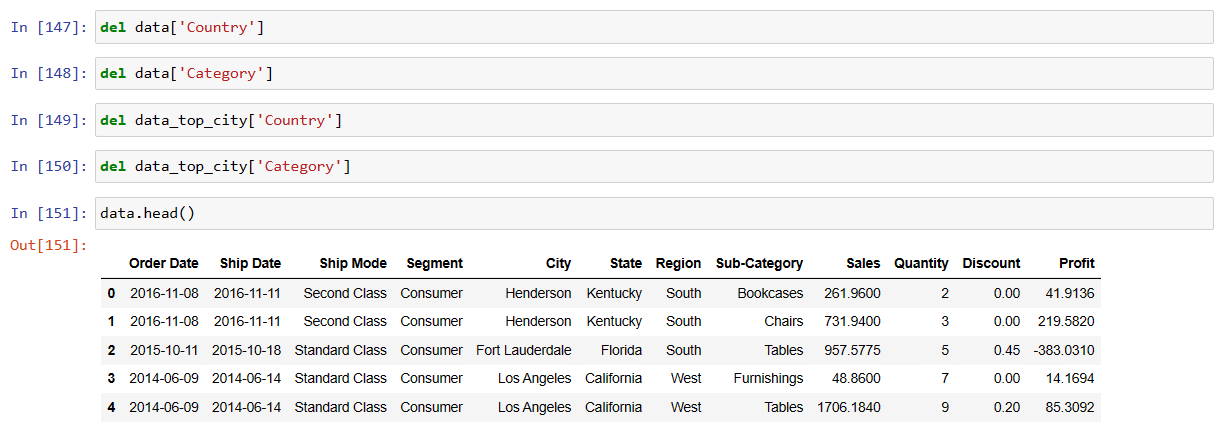 In [147]: del data['Country']
In [148]: del data['Category']
In [149]: del data_top_city['Country']
In [150]: del data_top_city['Category']
In [151]: data.head()
Out[151]:
Order Date Ship Date Ship Mode Segment City State Region Sub-Category Sales Quantity Discount Profit
0 2016-11-08 2016-11-11 Second Class Consumer Henderson Kentucky South Bookcases 261.9600 2 0.00 41.9136
1 2016-11-08 2016-11-11 Second Class Consumer Henderson Kentucky South Chairs 731.9400 3 0.00 219.5820
2 2015-10-11 2015-10-18 Standard Class Consumer Fort Lauderdale Florida South Tables 957.5775 5 0.45 -383.0310
3 2014-06-09 2014-06-14 Standard Class Consumer Los Angeles California West Furnishings 48.8600 7 0.00 14.1694
4 2014-06-09 2014-06-14 Standard Class Consumer Los Angeles California West Tables 1706.1840 9 0.20 85.3092